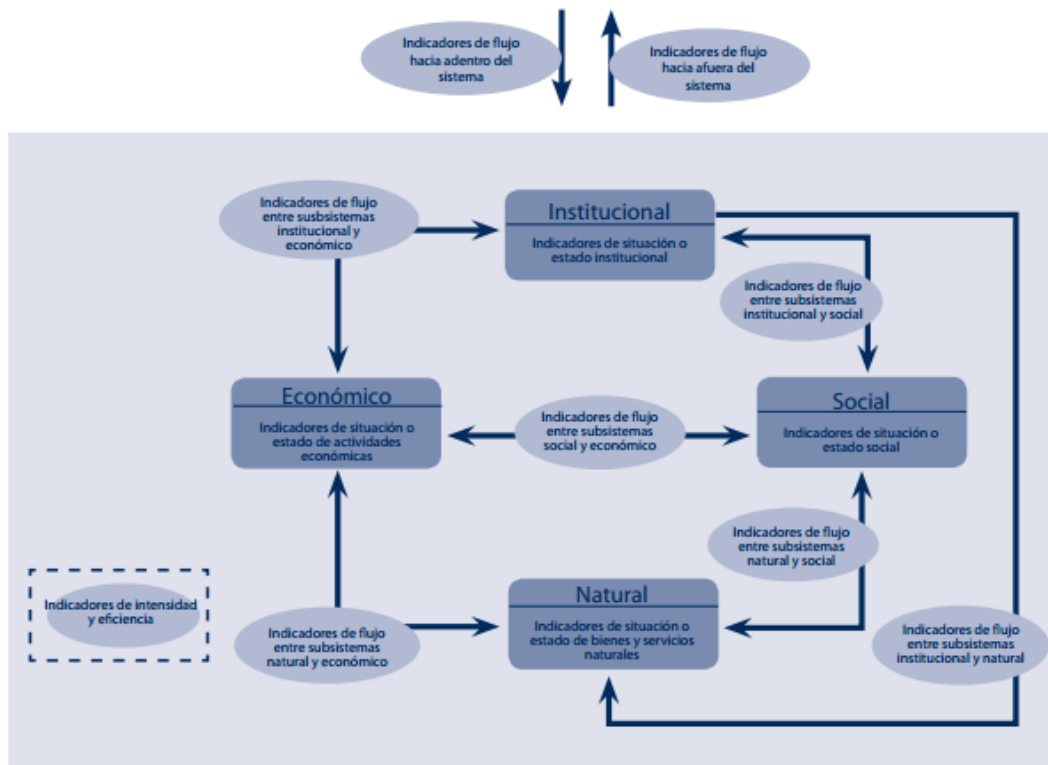 Indicadores de flujo
hacia adentro del
sistema
Indicadores de flujo
hacia afuera del
sistema
Indicadores de flujo
entre susbsistemas
institucional y
económico
Institucional
Indicadores de situación o
estado institucional
Indicadores de flujo
entre subsistemas
institucional y social
Económico
Indicadores de situación o
estado de actividades
económicas
Indicadores de flujo
entre subsistemas
social y económico
Social
Indicadores de situación o
estado social
Indicadores de flujo
entre subsistemas
natural y social
Indicadores de intensidad
y eficiencia
Indicadores de flujo
entre subsistemas
natural y económico
Natural
Indicadores de situación o
estado de bienes y servicios
naturales
Indicadores de flujo
entre subsistemas
institucional y natural